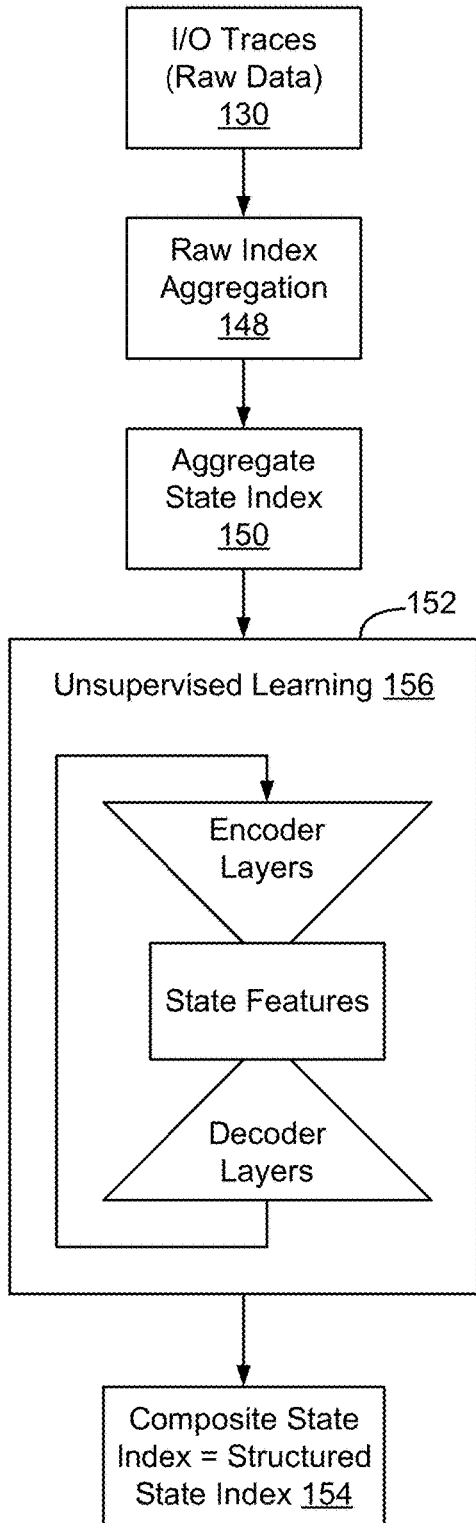 I/O Traces
(Raw Data)
130
Raw Index
Aggregation
148
Aggregate
State Index
150
152
Unsupervised Learning 156
Encoder
Layers
State Features
Decoder
Layers
Composite State
Index = Structured
State Index 154